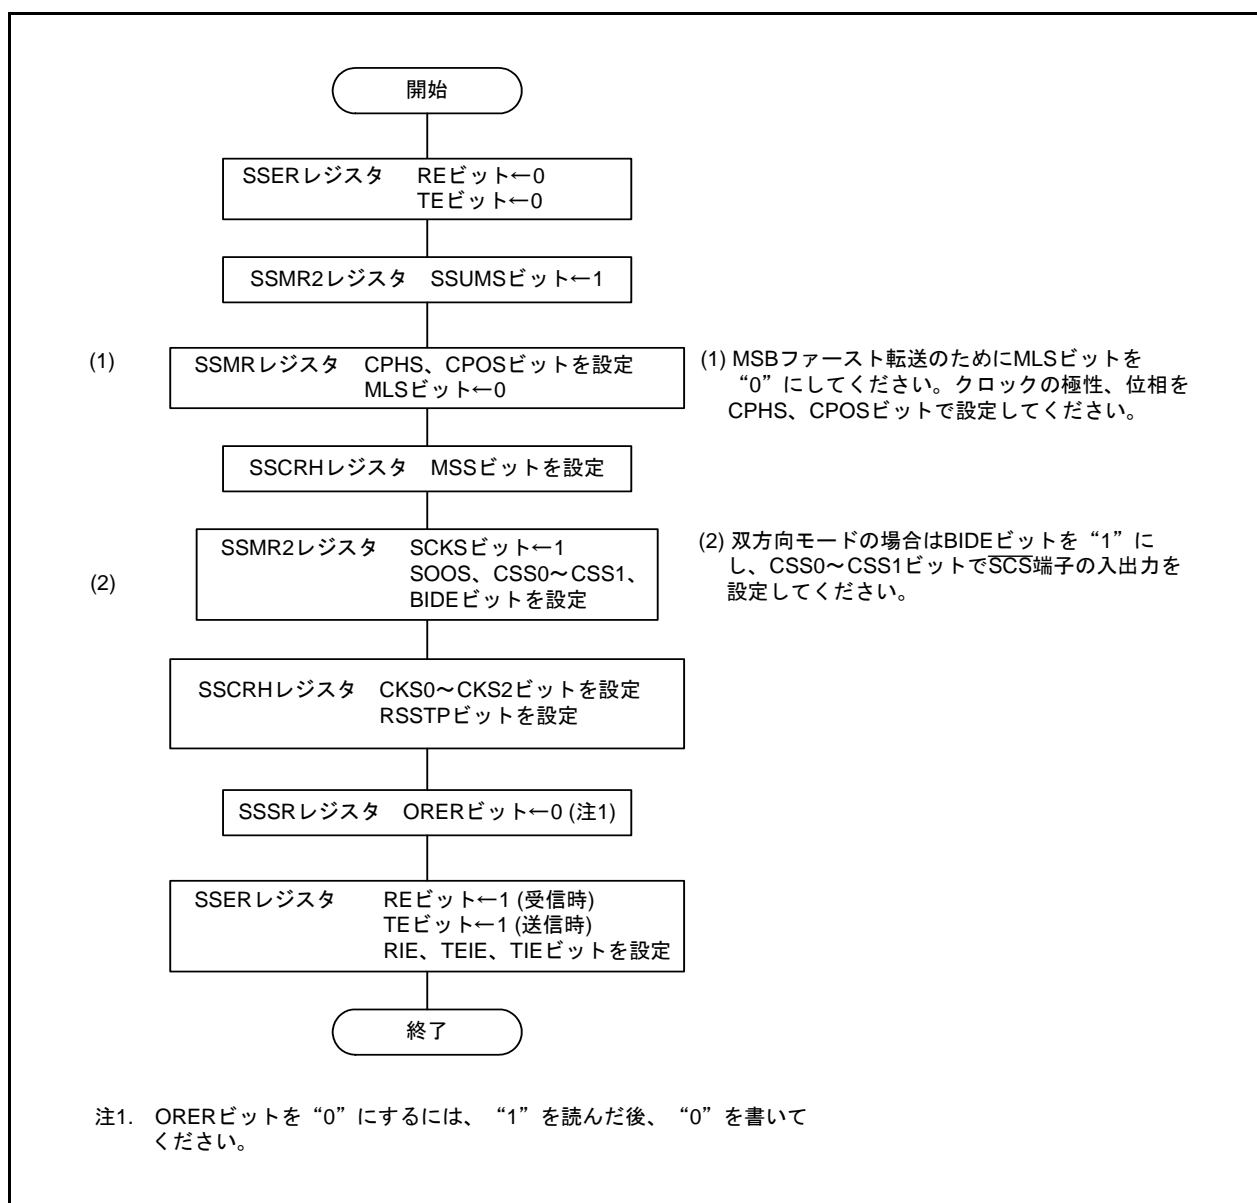 開始
SSERレジスタ REビット←0
TEビット←0
SSMR2レジスタ SSUMSビット←1
(1)
SSMRレジスタ CPHS、CPOSビットを設定
MLSビット←0
(1) MSBファースト転送のためにMLSビットを
“0”にしてください。クロックの極性、位相を
CPHS、CPOSビットで設定してください。
SSCRHレジスタ MSSビットを設定
(2)
SSMR2レジスタ SCKSビット←1
SOOS、CSS0～CSS1、
BIDEビットを設定
(2) 双方向モードの場合はBIDEビットを“1”に
し、CSS0～CSS1ビットでSCS端子の入出力を
設定してください。
SSCRHレジスタ CKS0～CKS2ビットを設定
RSSTPビットを設定
SSSRレジスタ ORERビット←0 (注1)
SSERレジスタ REビット←1 (受信時)
TEビット←1 (送信時)
RIE、TEIE、TIEビットを設定
終了
注1. ORERビットを“0”にするには、“1”を読んだ後、“0”を書いて
ください。